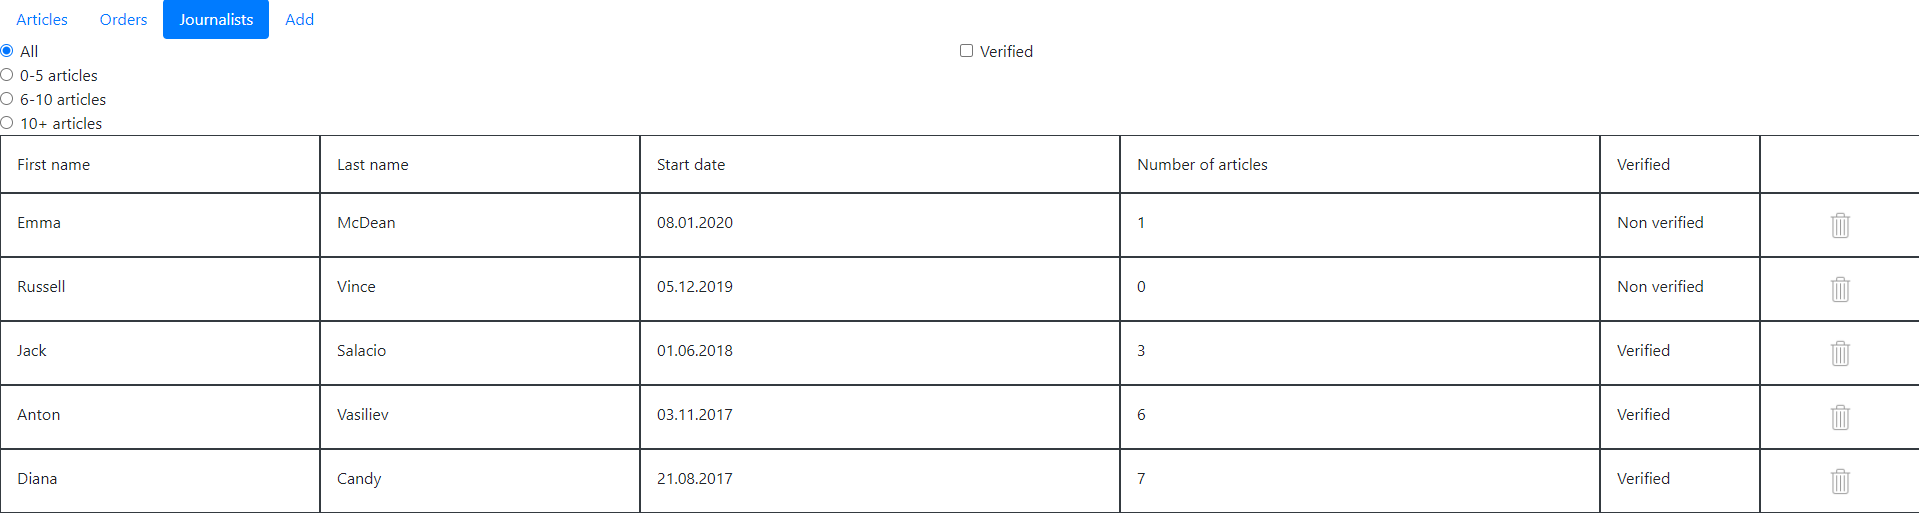 Articles Orders Journalists Add
All Verified
0-5 articles
6-10 articles
10+ articles
First name Last name Start date Number of articles Verified
Emma McDean 08.01.2020 1 Non verified
Russell Vince 05.12.2019 0 Non verified
Jack Salacio 01.06.2018 3 Verified
Anton Vasiliev 03.11.2017 6 Verified
Diana Candy 21.08.2017 7 Verified